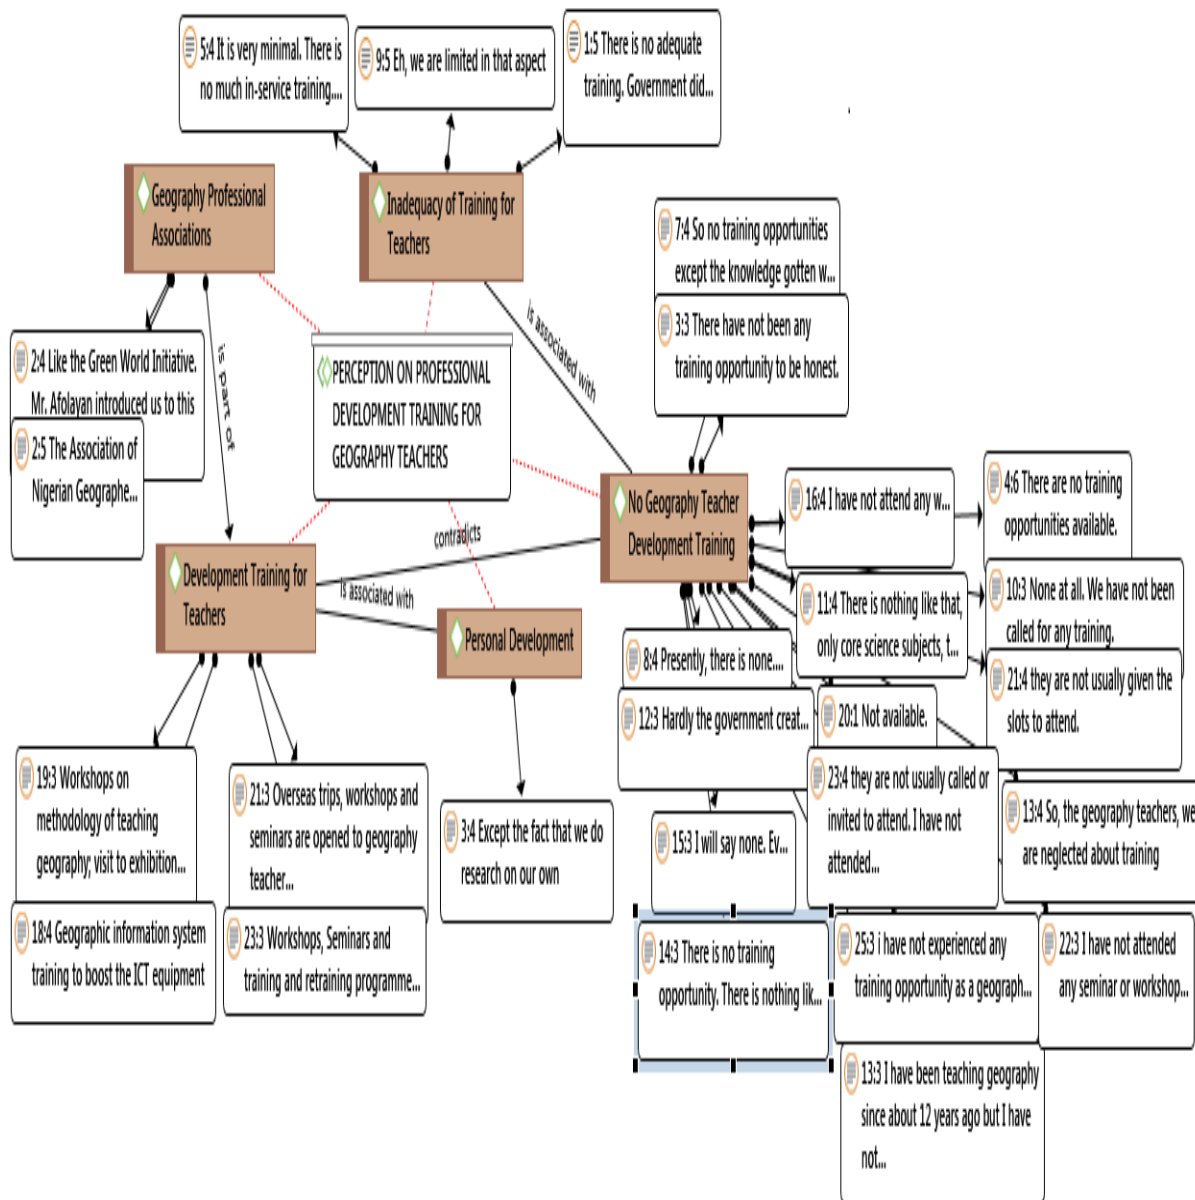 5:4 It is very minimal. There is
no much in-service training....
9:5 Eh, we are limited in that aspect
1:5 There is no adequate
training. Government did...
Geography Professional
Associations
Inadequacy of Training for
Teachers
7:4 So no training opportunities
except the knowledge gotten w...
3:3 There have not been any
training opportunity to be honest.
is associated with
2:4 Like the Green World Initiative.
Mr. Afolayan introduced us to this
2:5 The Association of
Nigerian Geographe...
is part of
PERCEPTION ON PROFESSIONAL
DEVELOPMENT TRAINING FOR
GEOGRAPHY TEACHERS
No Geography Teacher
Development Training
16:4 I have not attend any w...
4:6 There are no training
opportunities available.
contradicts
Development Training for
Teachers
is associated with
Personal Development
11:4 There is nothing like that,
only core science subjects, t...
10:3 None at all. We have not been
called for any training.
8:4 Presently, there is none....
21:4 they are not usually given the
slots to attend.
12:3 Hardly the government creat...
20:1 Not available.
19:3 Workshops on
methodology of teaching
geography; visit to exhibition...
21:3 Overseas trips, workshops and
seminars are opened to geography
teacher...
3:4 Except the fact that we do
research on our own
15:3 I will say none. Ev...
23:4 they are not usually called or
invited to attend. I have not
attended...
13:4 So, the geography teachers, we
are neglected about training
18:4 Geographic information system
training to boost the ICT equipment
23:3 Workshops, Seminars and
training and retraining programme...
14:3 There is no training
opportunity. There is nothing lik...
25:3 i have not experienced any
training opportunity as a geograph...
22:3 I have not attended
any seminar or workshop...
13:3 I have been teaching geography
since about 12 years ago but I have
not...